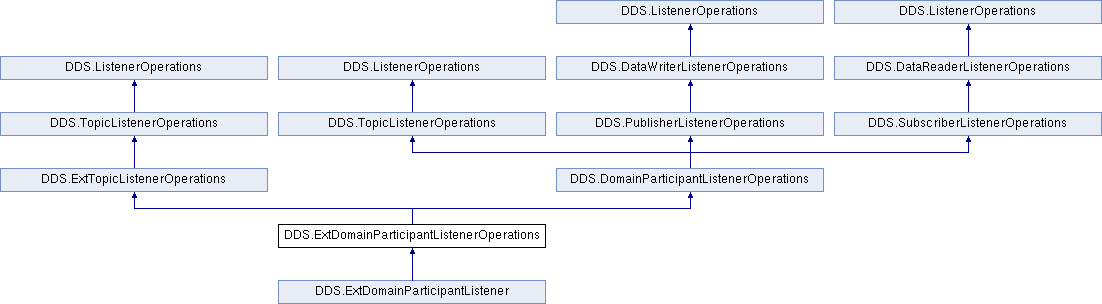 DDS.ListenerOperations
DDS.ListenerOperations
DDS.ListenerOperations
DDS.ListenerOperations
DDS.DataWriterListenerOperations
DDS.DataReaderListenerOperations
DDS.TopicListenerOperations
DDS.TopicListenerOperations
DDS.PublisherListenerOperations
DDS.SubscriberListenerOperations
DDS.ExtTopicListenerOperations
DDS.DomainParticipantListenerOperations
DDS.ExtDomainParticipantListenerOperations
DDS.ExtDomainParticipantListener